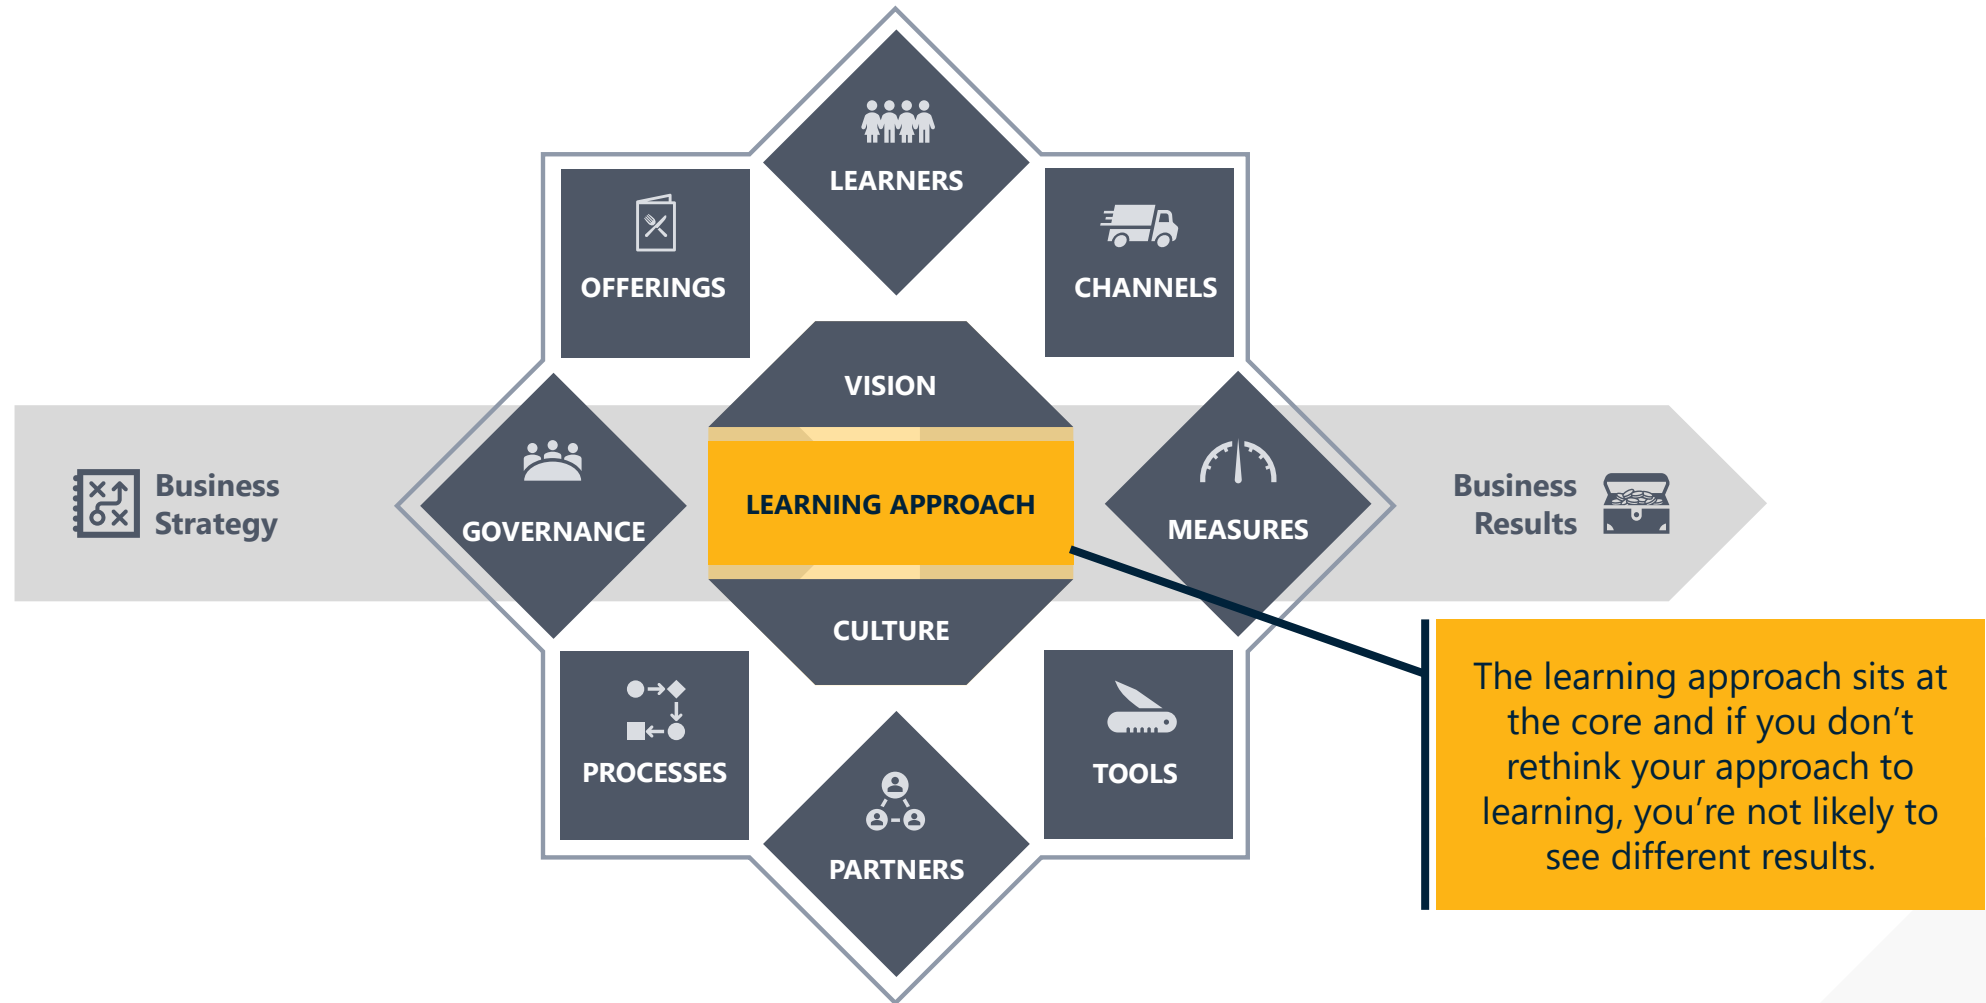 LEARNERS
OFFERINGS
CHANNELS
VISION
Business
Strategy
GOVERNANCE
LEARNING APPROACH
MEASURES
Business
Results
CULTURE
PROCESSES
TOOLS
PARTNERS
The learning approach sits at
the core and if you don’t
rethink your approach to
learning, you’re not likely to
see different results.